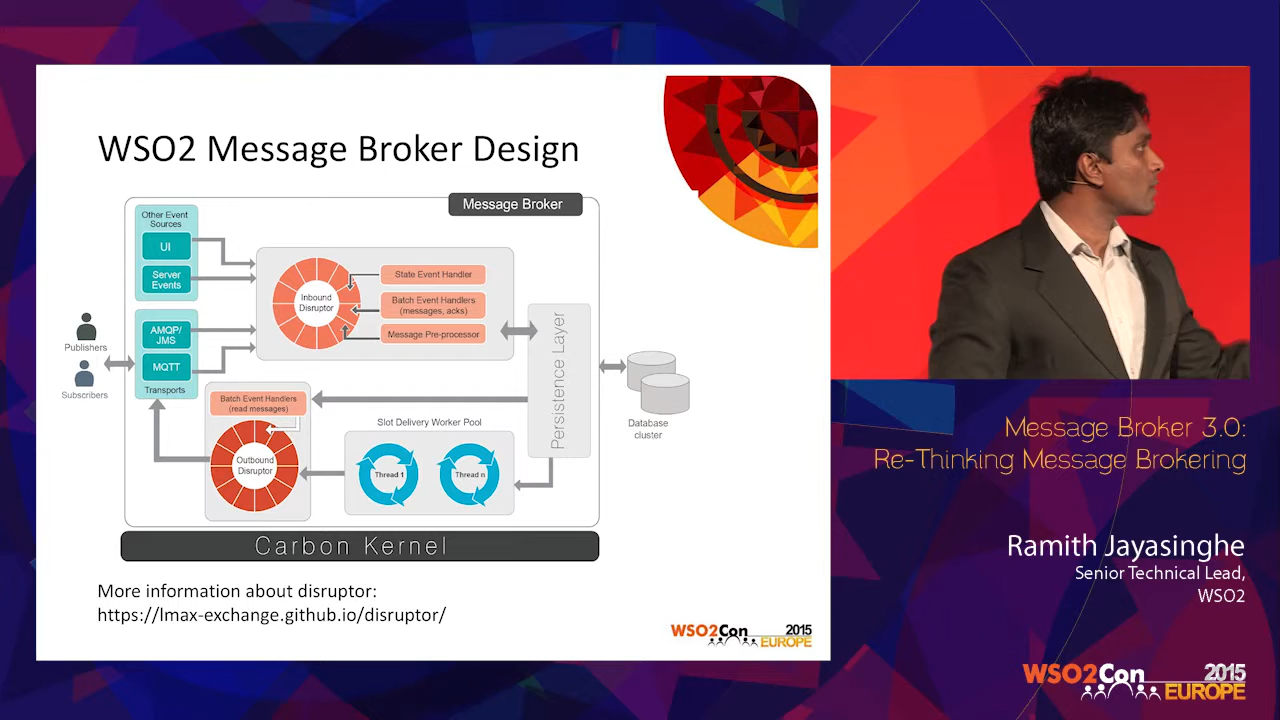 WSO2 Message Broker Design
Message Broker
Other Event
Sources
UI
Server
Events
AMQP/
JMS
MQTT
Transports
Publishers
Subscribers
Inbound
Disruptor
State Event Handler
Batch Event Handlers
(messages, acks)
Message Pre-processor
Persistence Layer
Database
cluster
Batch Event Handlers
(read messages)
Outbound
Disruptor
Slot Delivery Worker Pool
Thread 1
Thread n
Carbon Kernel
More information about disruptor:
https://lmax-exchange.github.io/disruptor/
WSO2Con 2015
EUROPE
Message Broker 3.0:
Re-Thinking Message Brokering
Ramith Jayasinghe
Senior Technical Lead,
WSO2
WSO2Con 2015
EUROPE